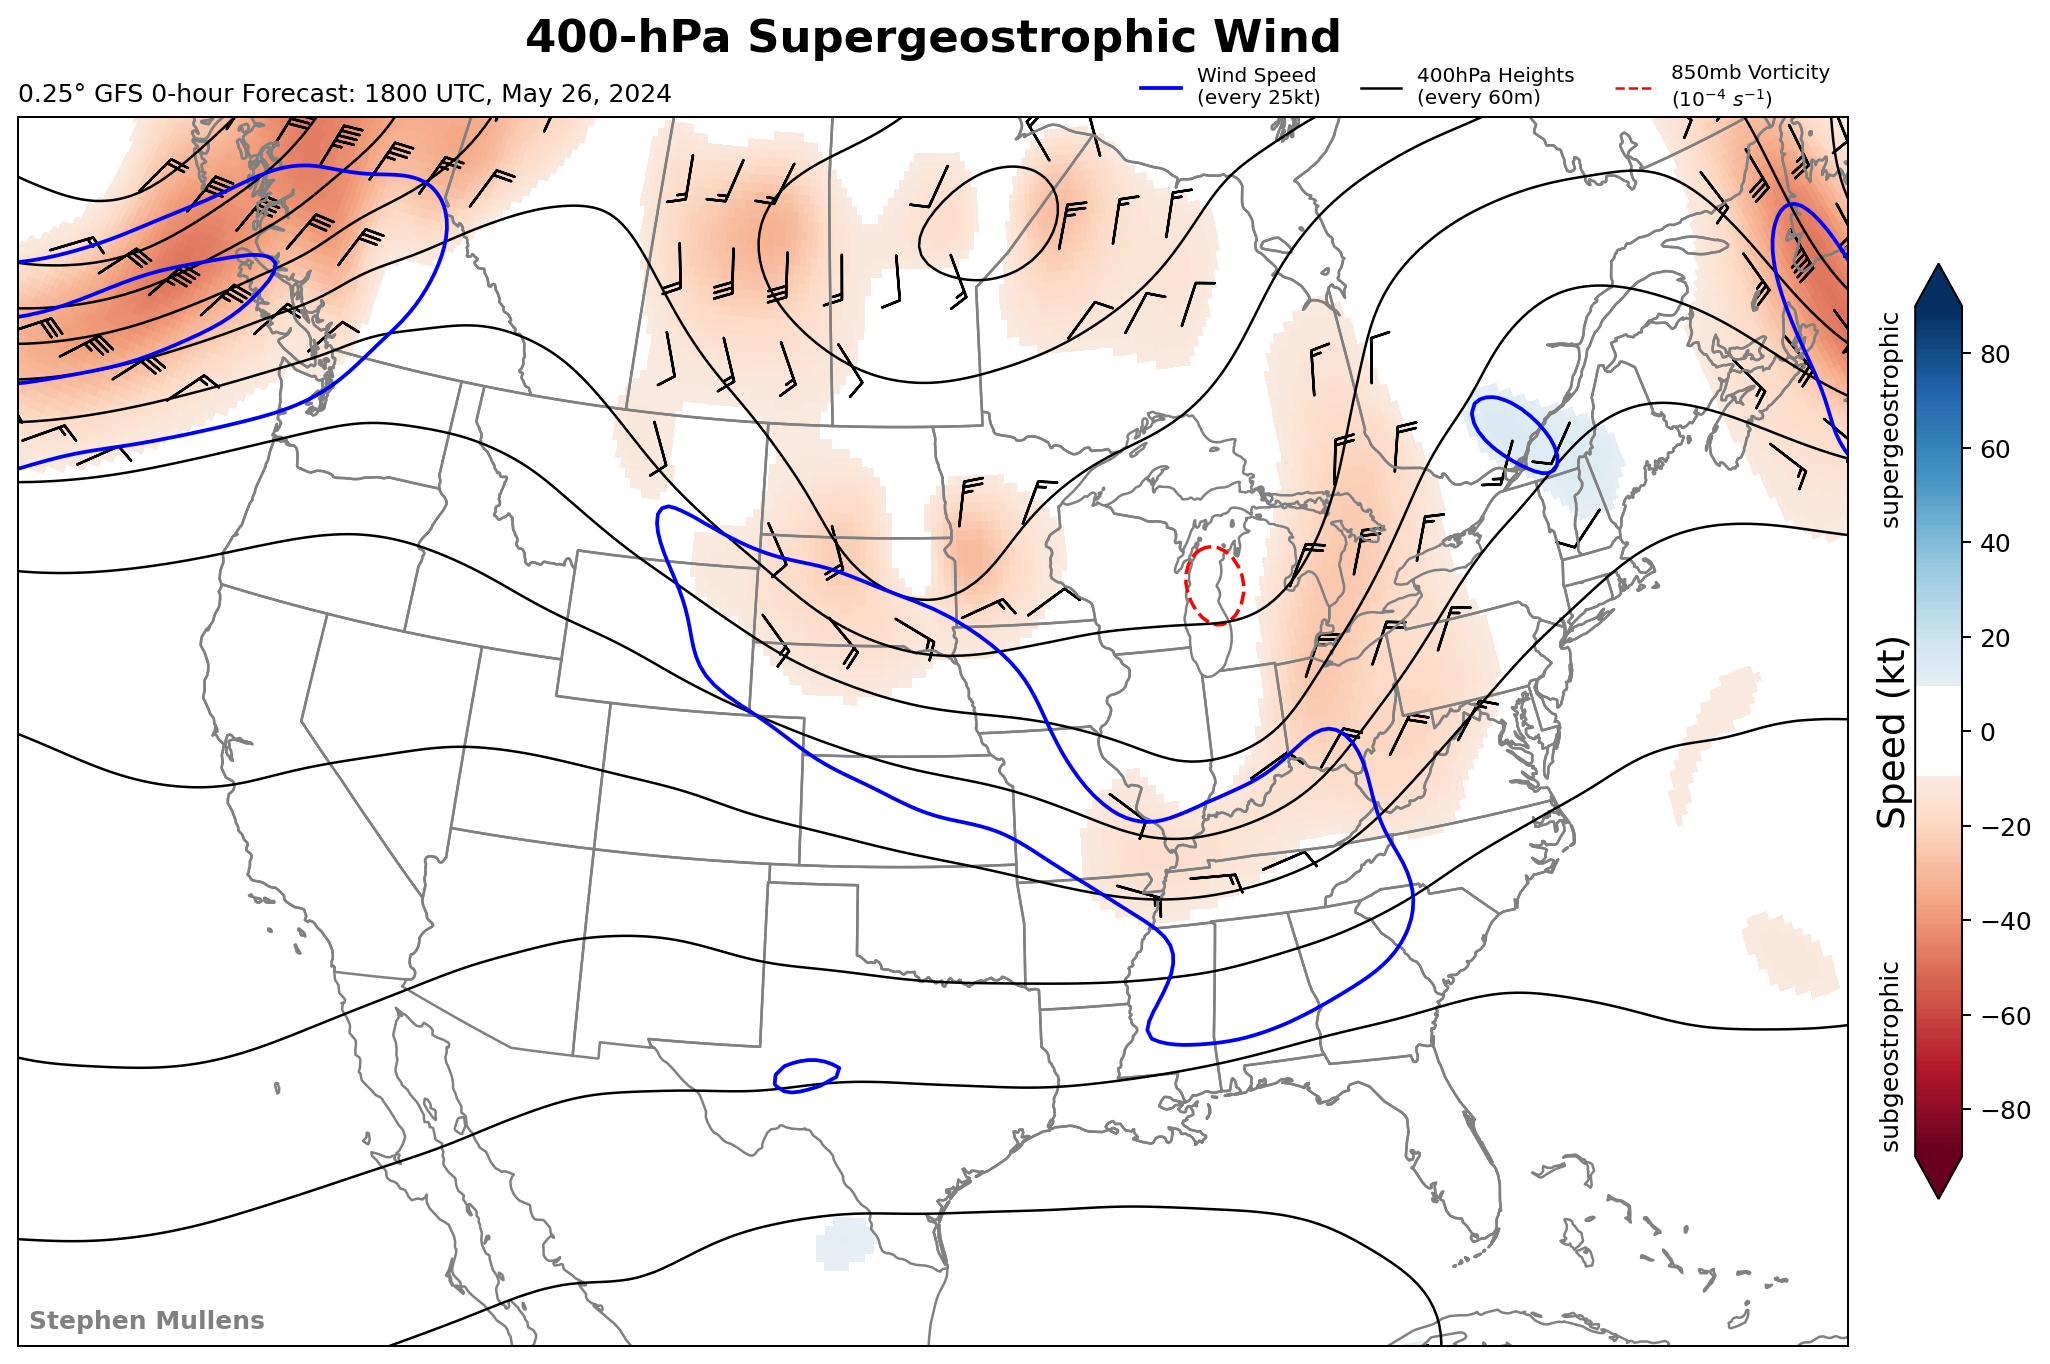 400-hPa Supergeostrophic Wind
0.25° GFS 0-hour Forecast: 1800 UTC, May 26, 2024
Wind Speed
(every 25kt)
400hPa Heights
(every 60m)
850mb Vorticity
(10⁻⁴ s⁻¹)
supergeostrophic
Speed (kt)
subgeostrophic
80
60
40
20
0
−20
−40
−60
−80
Stephen Mullens